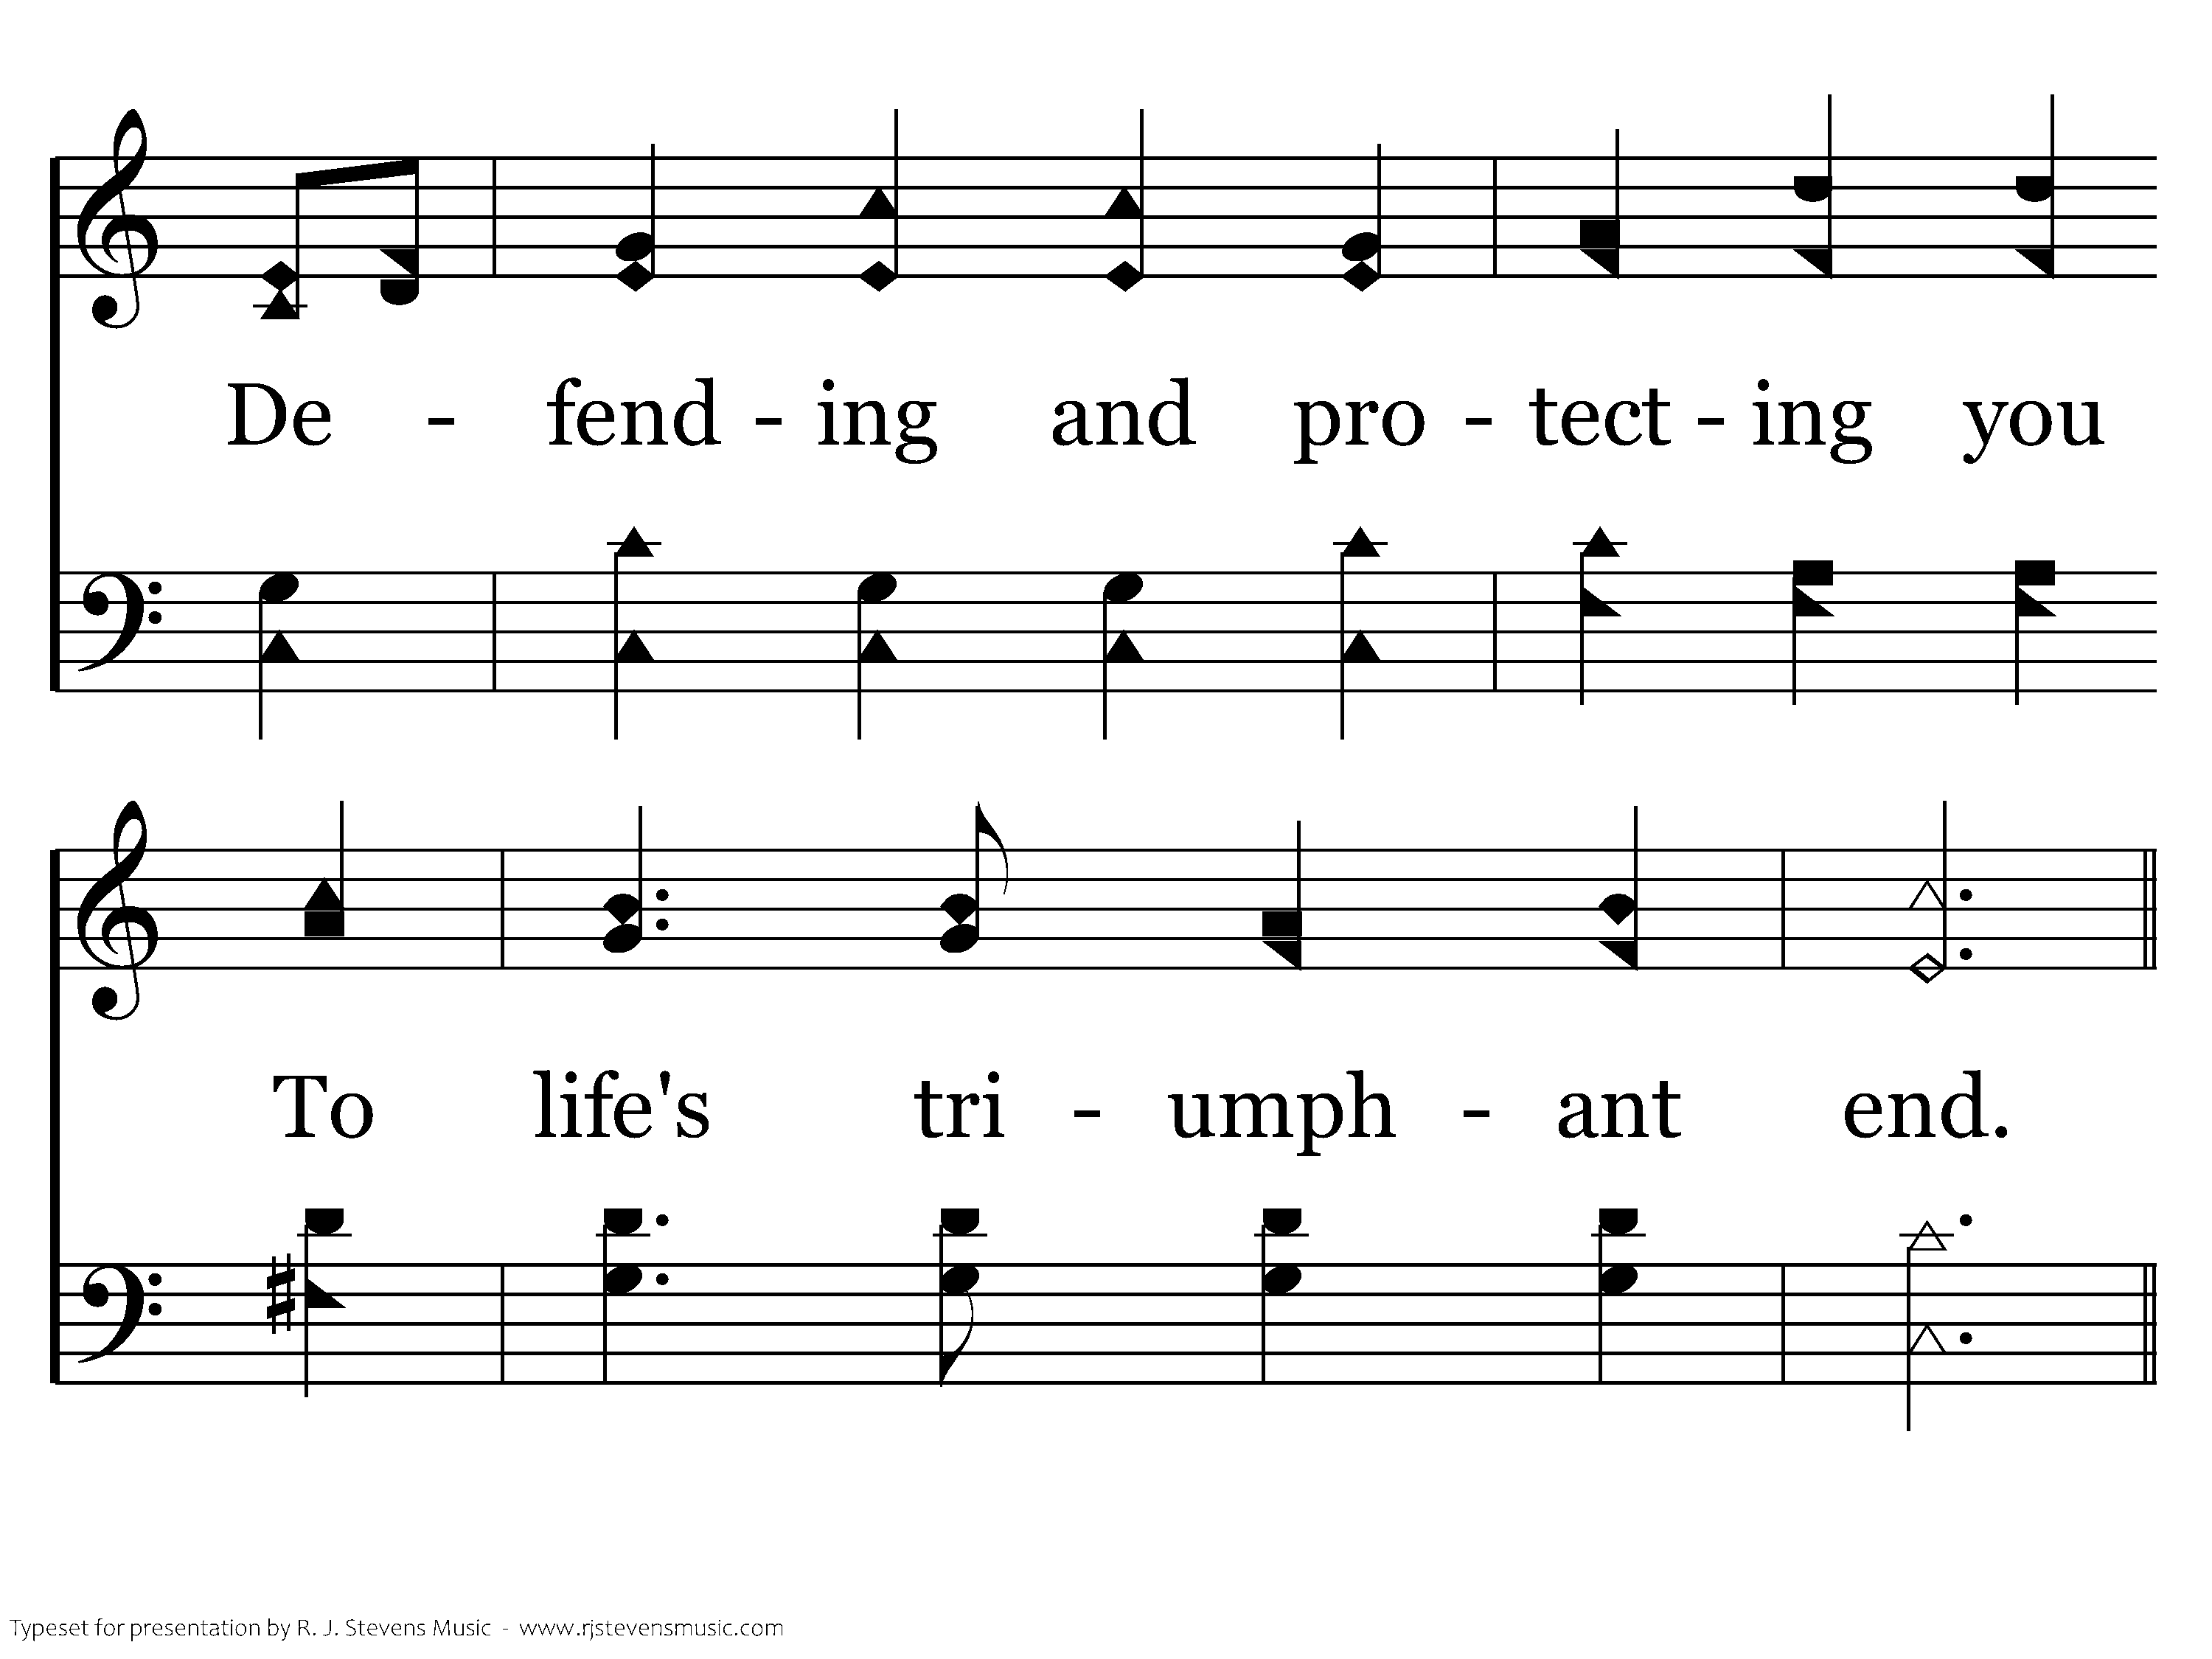 De - fend - ing and pro - tect - ing you
To life's tri - umph - ant end.
Typeset for presentation by R. J. Stevens Music - www.rjstevensmusic.com